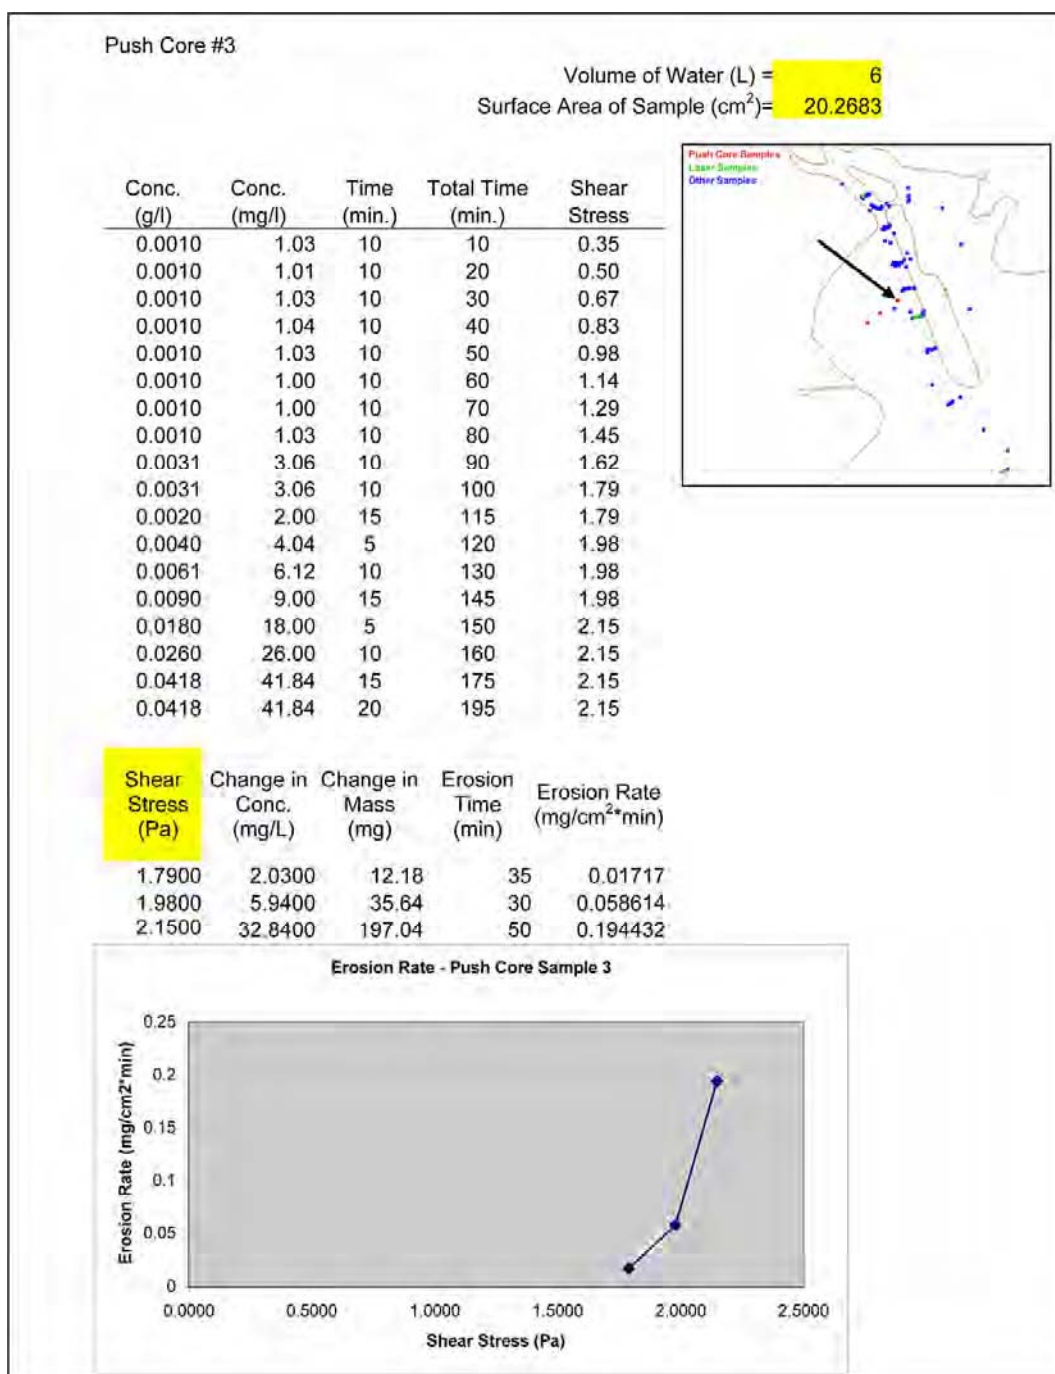 Push Core #3
Volume of Water (L) = 6
Surface Area of Sample (cm²)= 20.2683
Push Core Samples
Laser Samples
Other Samples
Conc. Conc. Time Total Time Shear
(g/l) (mg/l) (min.) (min.) Stress
0.0010 1.03 10 10 0.35
0.0010 1.01 10 20 0.50
0.0010 1.03 10 30 0.67
0.0010 1.04 10 40 0.83
0.0010 1.03 10 50 0.98
0.0010 1.00 10 60 1.14
0.0010 1.00 10 70 1.29
0.0010 1.03 10 80 1.45
0.0031 3.06 10 90 1.62
0.0031 3.06 10 100 1.79
0.0020 2.00 15 115 1.79
0.0040 4.04 5 120 1.98
0.0061 6.12 10 130 1.98
0.0090 9.00 15 145 1.98
0.0180 18.00 5 150 2.15
0.0260 26.00 10 160 2.15
0.0418 41.84 15 175 2.15
0.0418 41.84 20 195 2.15
Shear Change in Change in Erosion Erosion Rate
Stress Conc. Mass Time (mg/cm²*min)
(Pa) (mg/L) (mg) (min)
1.7900 2.0300 12.18 35 0.01717
1.9800 5.9400 35.64 30 0.058614
2.1500 32.8400 197.04 50 0.194432
Erosion Rate - Push Core Sample 3
Erosion Rate (mg/cm2*min)
0.25
0.2
0.15
0.1
0.05
0
0.0000 0.5000 1.0000 1.5000 2.0000 2.5000
Shear Stress (Pa)